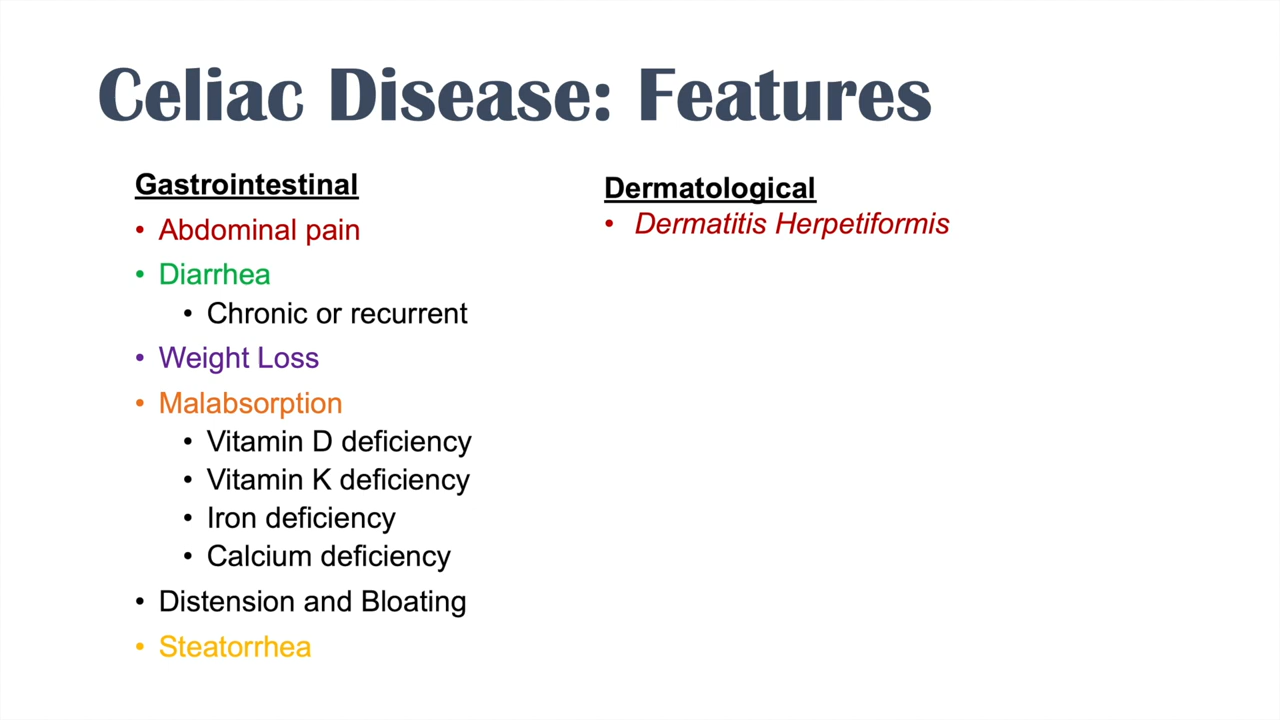 Celiac Disease: Features
Gastrointestinal
• Abdominal pain
• Diarrhea
• Chronic or recurrent
• Weight Loss
• Malabsorption
• Vitamin D deficiency
• Vitamin K deficiency
• Iron deficiency
• Calcium deficiency
• Distension and Bloating
• Steatorrhea
Dermatological
• Dermatitis Herpetiformis